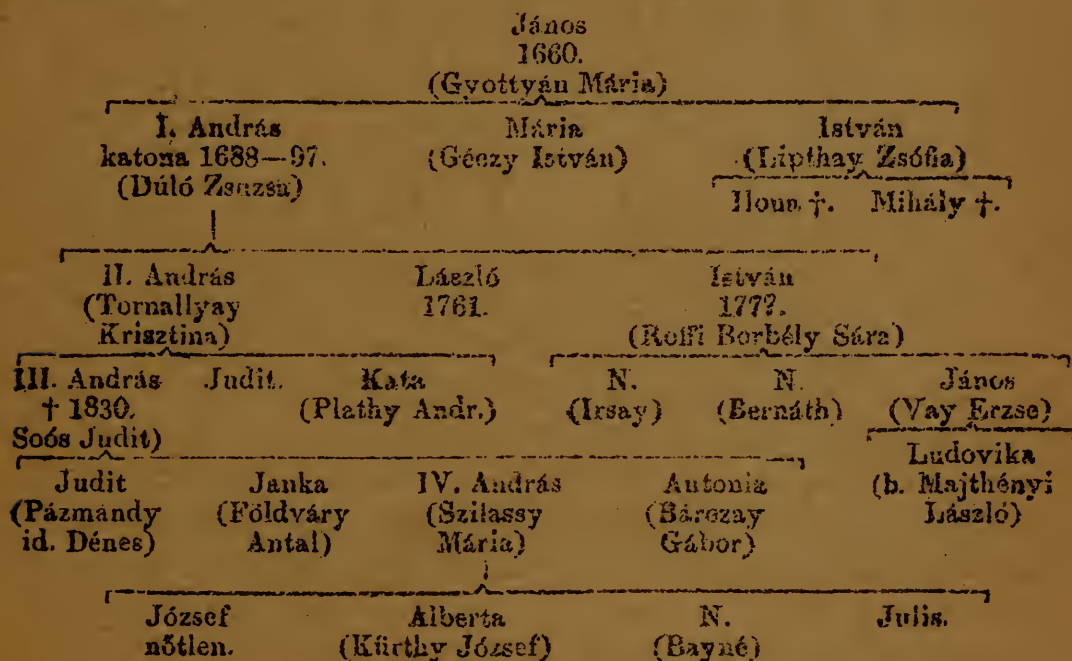 János
1660.
(Gyottyán Mária)
I. András Mária István
katona 1688—97. (Géczy István) (Lipthay Zsófia)
(Dúló Zsuzsa)
Ilona †. Mihály †.
II. András László István
(Tornallyay 1761. 177?.
Krisztina) (Roffi Borbély Sára)
III. András Judit. Kata N. N. János
† 1830. (Plathy Andr.) (Irsay) (Bernáth) (Vay Erzse)
Soós Judit)
Ludovika
Judit Janka IV. András Antonia (b. Majthényi
(Pázmándy (Földváry (Szilassy (Bárczay László)
id. Dénes) Antal) Mária) Gábor)
József Alberta N. Julis.
nőtlen. (Kürthy József) (Bayné)